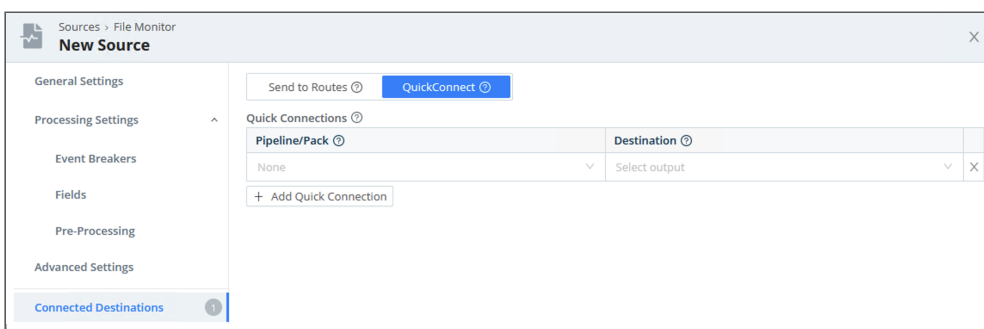 Sources › File Monitor
New Source
X
General Settings
Processing Settings
Event Breakers
Fields
Pre-Processing
Advanced Settings
Connected Destinations 1
Send to Routes ? QuickConnect ?
Quick Connections ?
Pipeline/Pack ? Destination ?
None Select output X
+ Add Quick Connection